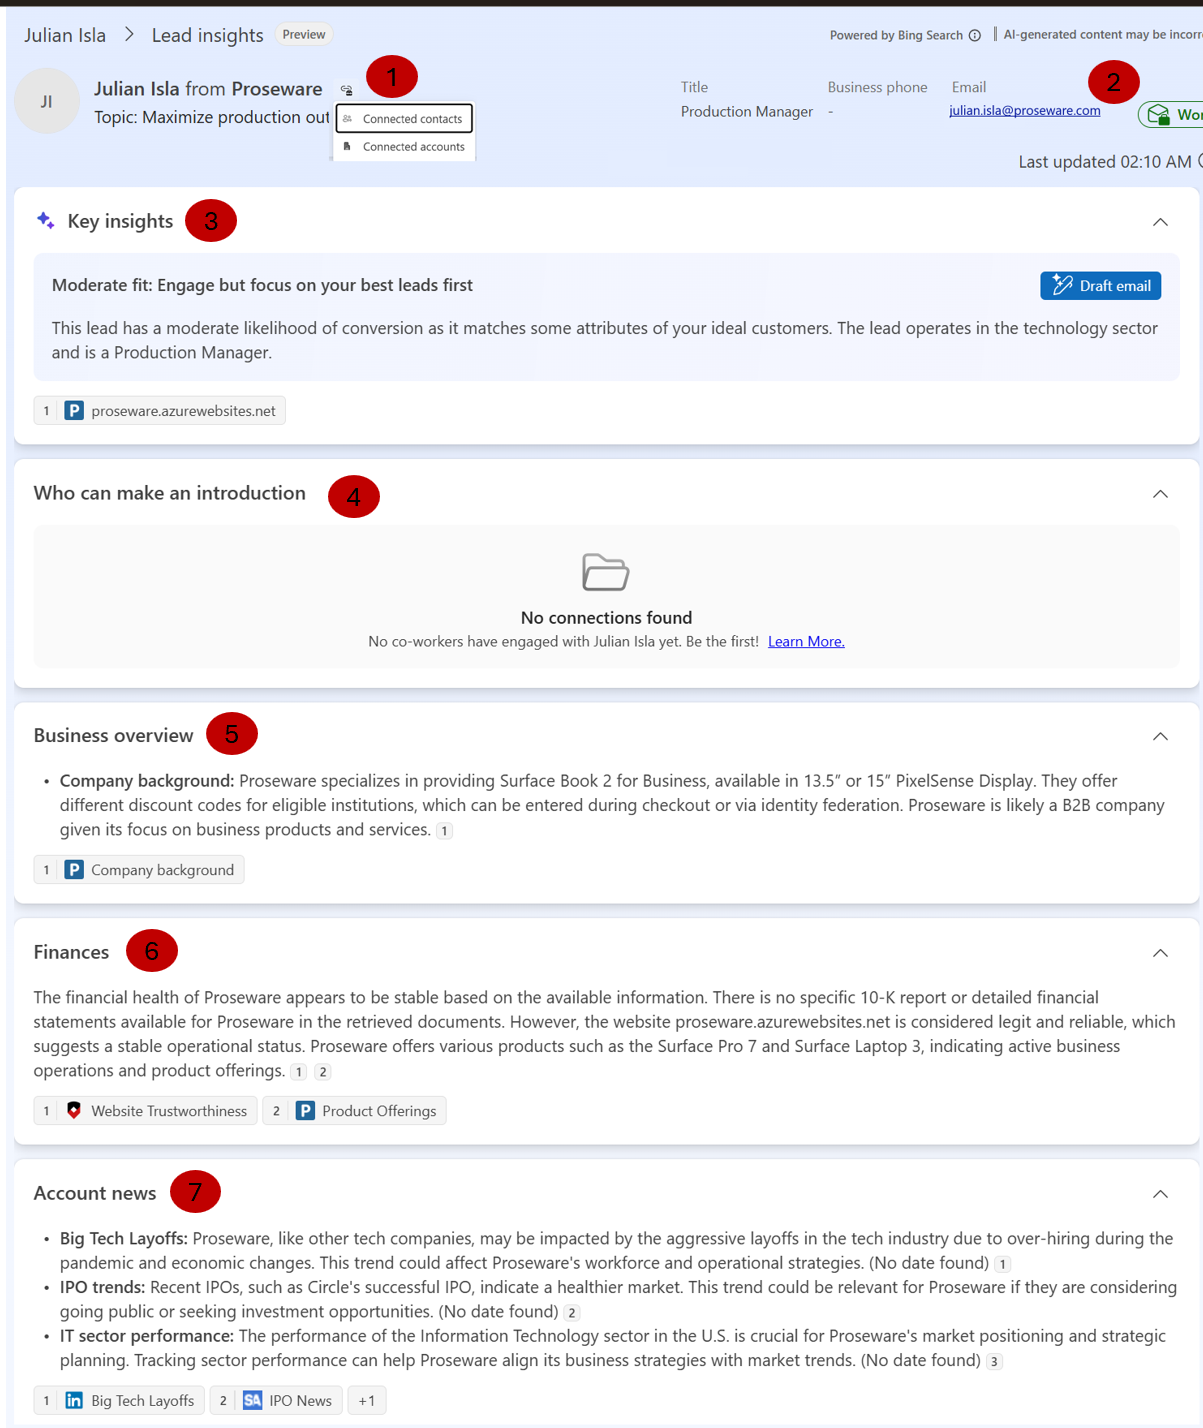 Julian Isla > Lead insights Preview
Powered by Bing Search | AI-generated content may be incorr
JI
Julian Isla from Proseware
1
Topic: Maximize production out
Connected contacts
Connected accounts
Title
Production Manager
Business phone
-
Email
julian.isla@proseware.com
2
Wor
Last updated 02:10 AM
Key insights
3
Moderate fit: Engage but focus on your best leads first
Draft email
This lead has a moderate likelihood of conversion as it matches some attributes of your ideal customers. The lead operates in the technology sector
and is a Production Manager.
1 P proseware.azurewebsites.net
Who can make an introduction
4
No connections found
No co-workers have engaged with Julian Isla yet. Be the first! Learn More.
Business overview
5
• Company background: Proseware specializes in providing Surface Book 2 for Business, available in 13.5” or 15” PixelSense Display. They offer
different discount codes for eligible institutions, which can be entered during checkout or via identity federation. Proseware is likely a B2B company
given its focus on business products and services. 1
1 P Company background
Finances
6
The financial health of Proseware appears to be stable based on the available information. There is no specific 10-K report or detailed financial
statements available for Proseware in the retrieved documents. However, the website proseware.azurewebsites.net is considered legit and reliable, which
suggests a stable operational status. Proseware offers various products such as the Surface Pro 7 and Surface Laptop 3, indicating active business
operations and product offerings. 1 2
1 Website Trustworthiness 2 P Product Offerings
Account news
7
• Big Tech Layoffs: Proseware, like other tech companies, may be impacted by the aggressive layoffs in the tech industry due to over-hiring during the
pandemic and economic changes. This trend could affect Proseware's workforce and operational strategies. (No date found) 1
• IPO trends: Recent IPOs, such as Circle's successful IPO, indicate a healthier market. This trend could be relevant for Proseware if they are considering
going public or seeking investment opportunities. (No date found) 2
• IT sector performance: The performance of the Information Technology sector in the U.S. is crucial for Proseware's market positioning and strategic
planning. Tracking sector performance can help Proseware align its business strategies with market trends. (No date found) 3
1 in Big Tech Layoffs 2 SA IPO News +1